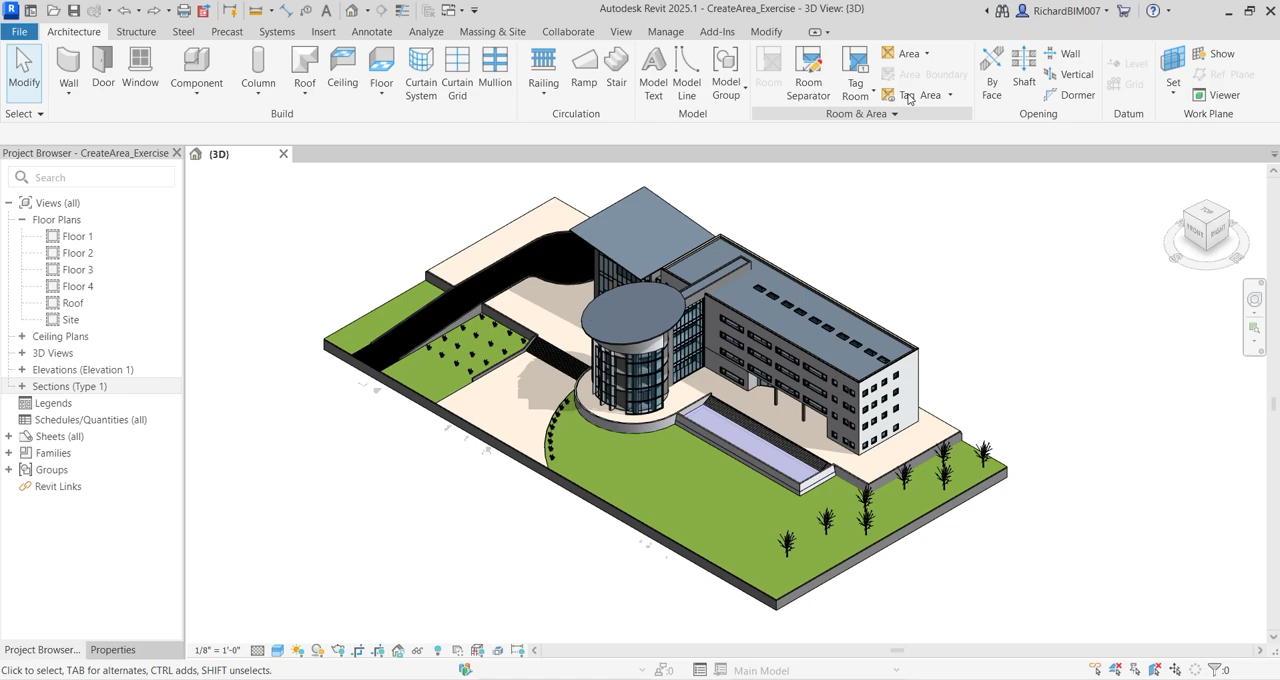 Autodesk Revit 2025.1 - CreateArea_Exercise - 3D View: {3D}
RichardBIM007
File Architecture Structure Steel Precast Systems Insert Annotate Analyze Massing & Site Collaborate View Manage Add-Ins Modify
Modify
Wall
Door
Window
Component
Column
Roof
Ceiling
Floor
Curtain System
Curtain Grid
Mullion
Railing
Ramp
Stair
Model Text
Model Line
Model Group
Room
Room Separator
Tag Room
Area
Area Boundary
Tag Area
By Face
Shaft
Wall
Vertical
Dormer
Level
Grid
Set
Show
Ref Plane
Viewer
Select
Build
Circulation
Model
Room & Area
Opening
Datum
Work Plane
Project Browser - CreateArea_Exercise
{3D}
Search
Views (all)
Floor Plans
Floor 1
Floor 2
Floor 3
Floor 4
Roof
Site
Ceiling Plans
3D Views
Elevations (Elevation 1)
Sections (Type 1)
Legends
Schedules/Quantities (all)
Sheets (all)
Families
Groups
Revit Links
TOP
FRONT
RIGHT
Project Browser...
Properties
1/8" = 1'-0"
Click to select, TAB for alternates, CTRL adds, SHIFT unselects.
:0
Main Model
:0